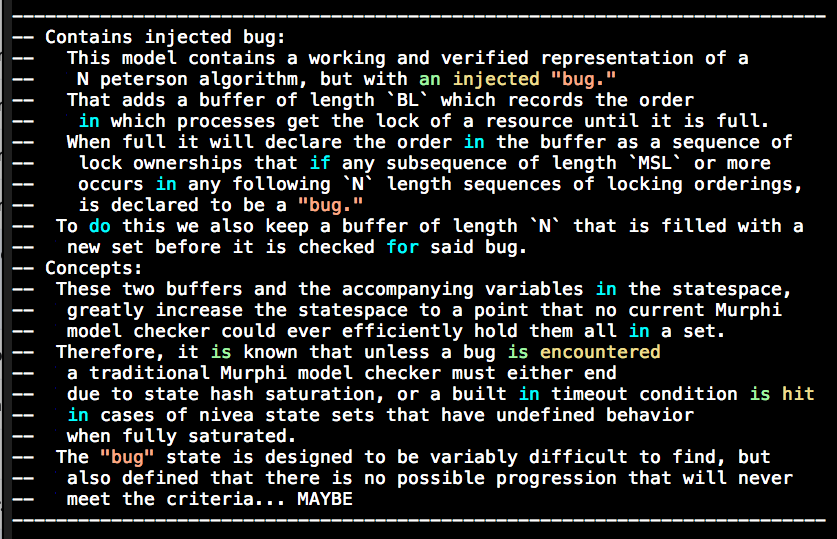 --------------------------------------------------------------------------
-- Contains injected bug:
--   This model contains a working and verified representation of a
--    N peterson algorithm, but with an injected "bug."
--   That adds a buffer of length `BL` which records the order
--    in which processes get the lock of a resource until it is full.
--   When full it will declare the order in the buffer as a sequence of
--    lock ownerships that if any subsequence of length `MSL` or more
--    occurs in any following `N` length sequences of locking orderings,
--    is declared to be a "bug."
--  To do this we also keep a buffer of length `N` that is filled with a
--   new set before it is checked for said bug.
-- Concepts:
--  These two buffers and the accompanying variables in the statespace,
--   greatly increase the statespace to a point that no current Murphi
--   model checker could ever efficiently hold them all in a set.
--  Therefore, it is known that unless a bug is encountered
--   a traditional Murphi model checker must either end
--   due to state hash saturation, or a built in timeout condition is hit
--   in cases of nivea state sets that have undefined behavior
--   when fully saturated.
--  The "bug" state is designed to be variably difficult to find, but
--   also defined that there is no possible progression that will never
--   meet the criteria... MAYBE
--------------------------------------------------------------------------